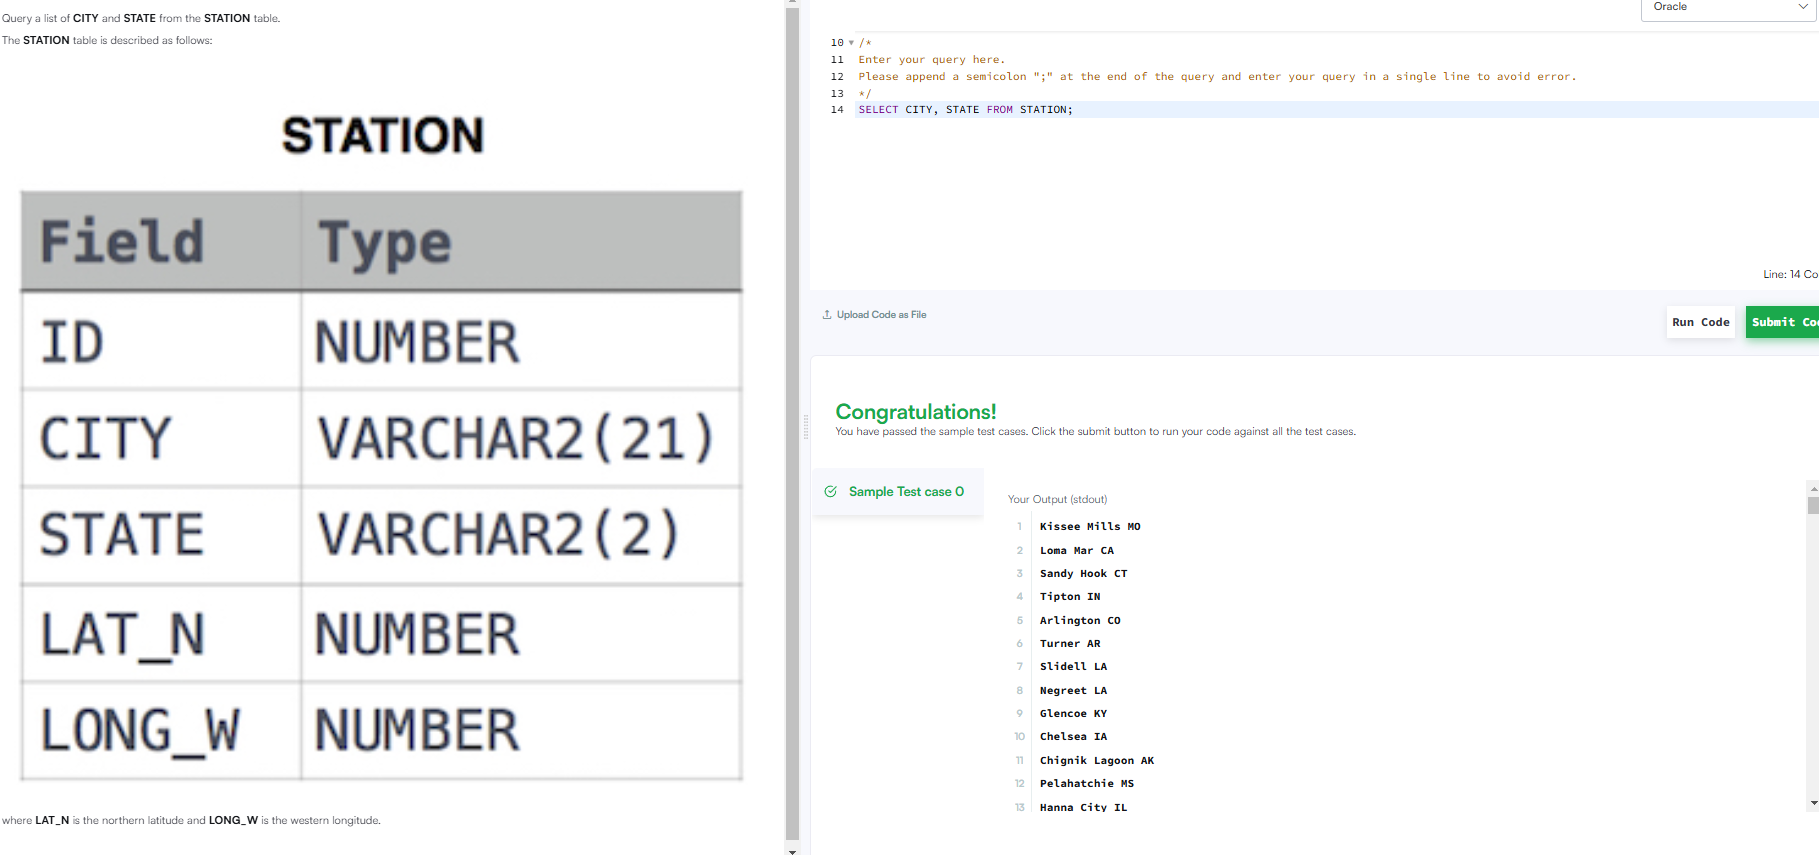 Query a list of CITY and STATE from the STATION table.
The STATION table is described as follows:
STATION
Field Type
ID NUMBER
CITY VARCHAR2(21)
STATE VARCHAR2(2)
LAT_N NUMBER
LONG_W NUMBER
where LAT_N is the northern latitude and LONG_W is the western longitude.
Oracle
10 /*
11 Enter your query here.
12 Please append a semicolon ";" at the end of the query and enter your query in a single line to avoid error.
13 */
14 SELECT CITY, STATE FROM STATION;
Line: 14 Co
Upload Code as File
Run Code
Submit Co
Congratulations!
You have passed the sample test cases. Click the submit button to run your code against all the test cases.
Sample Test case 0
Your Output (stdout)
1 Kissee Mills MO
2 Loma Mar CA
3 Sandy Hook CT
4 Tipton IN
5 Arlington CO
6 Turner AR
7 Slidell LA
8 Negreet LA
9 Glencoe KY
10 Chelsea IA
11 Chignik Lagoon AK
12 Pelahatchie MS
13 Hanna City IL